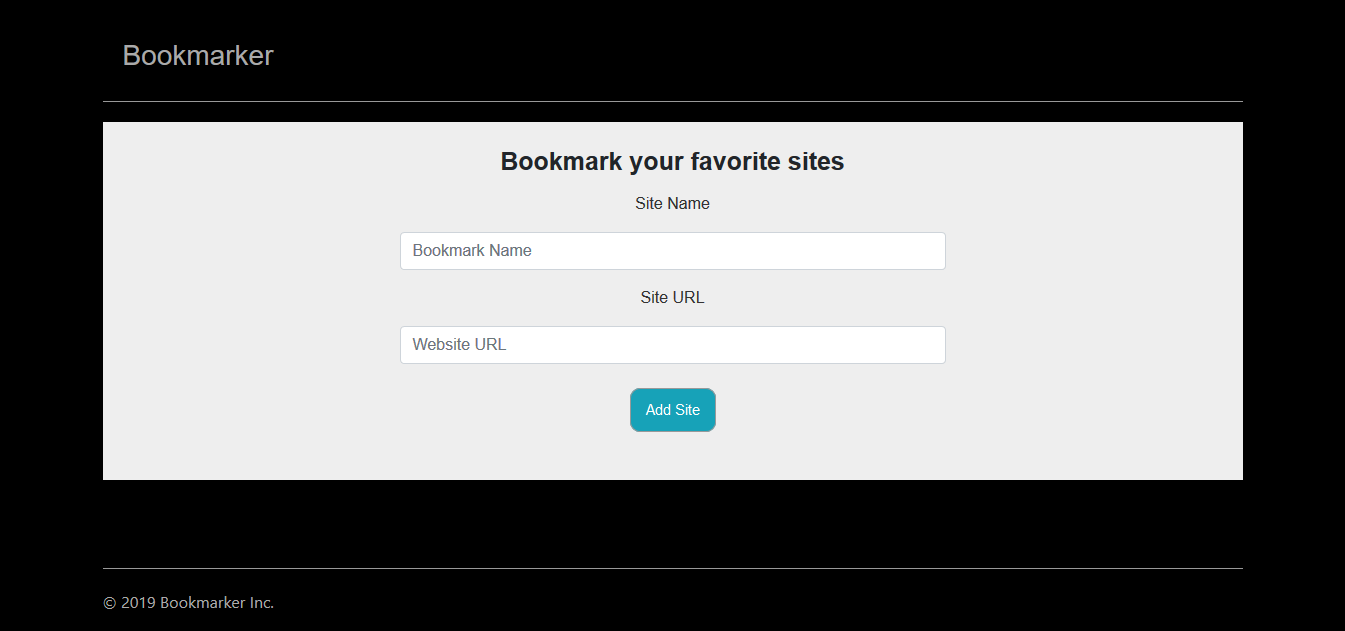 Bookmarker
Bookmark your favorite sites
Site Name
Bookmark Name
Site URL
Website URL
Add Site
© 2019 Bookmarker Inc.